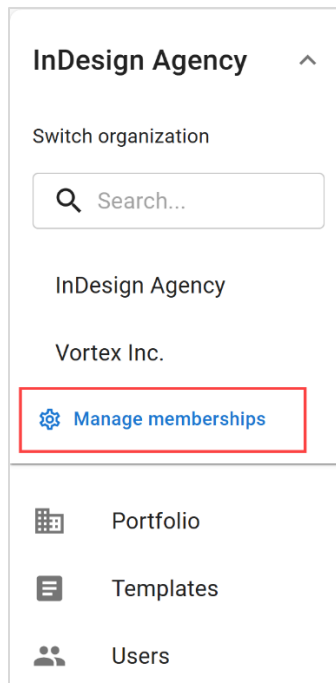 InDesign Agency
Switch organization
Search...
InDesign Agency
Vortex Inc.
Manage memberships
Portfolio
Templates
Users